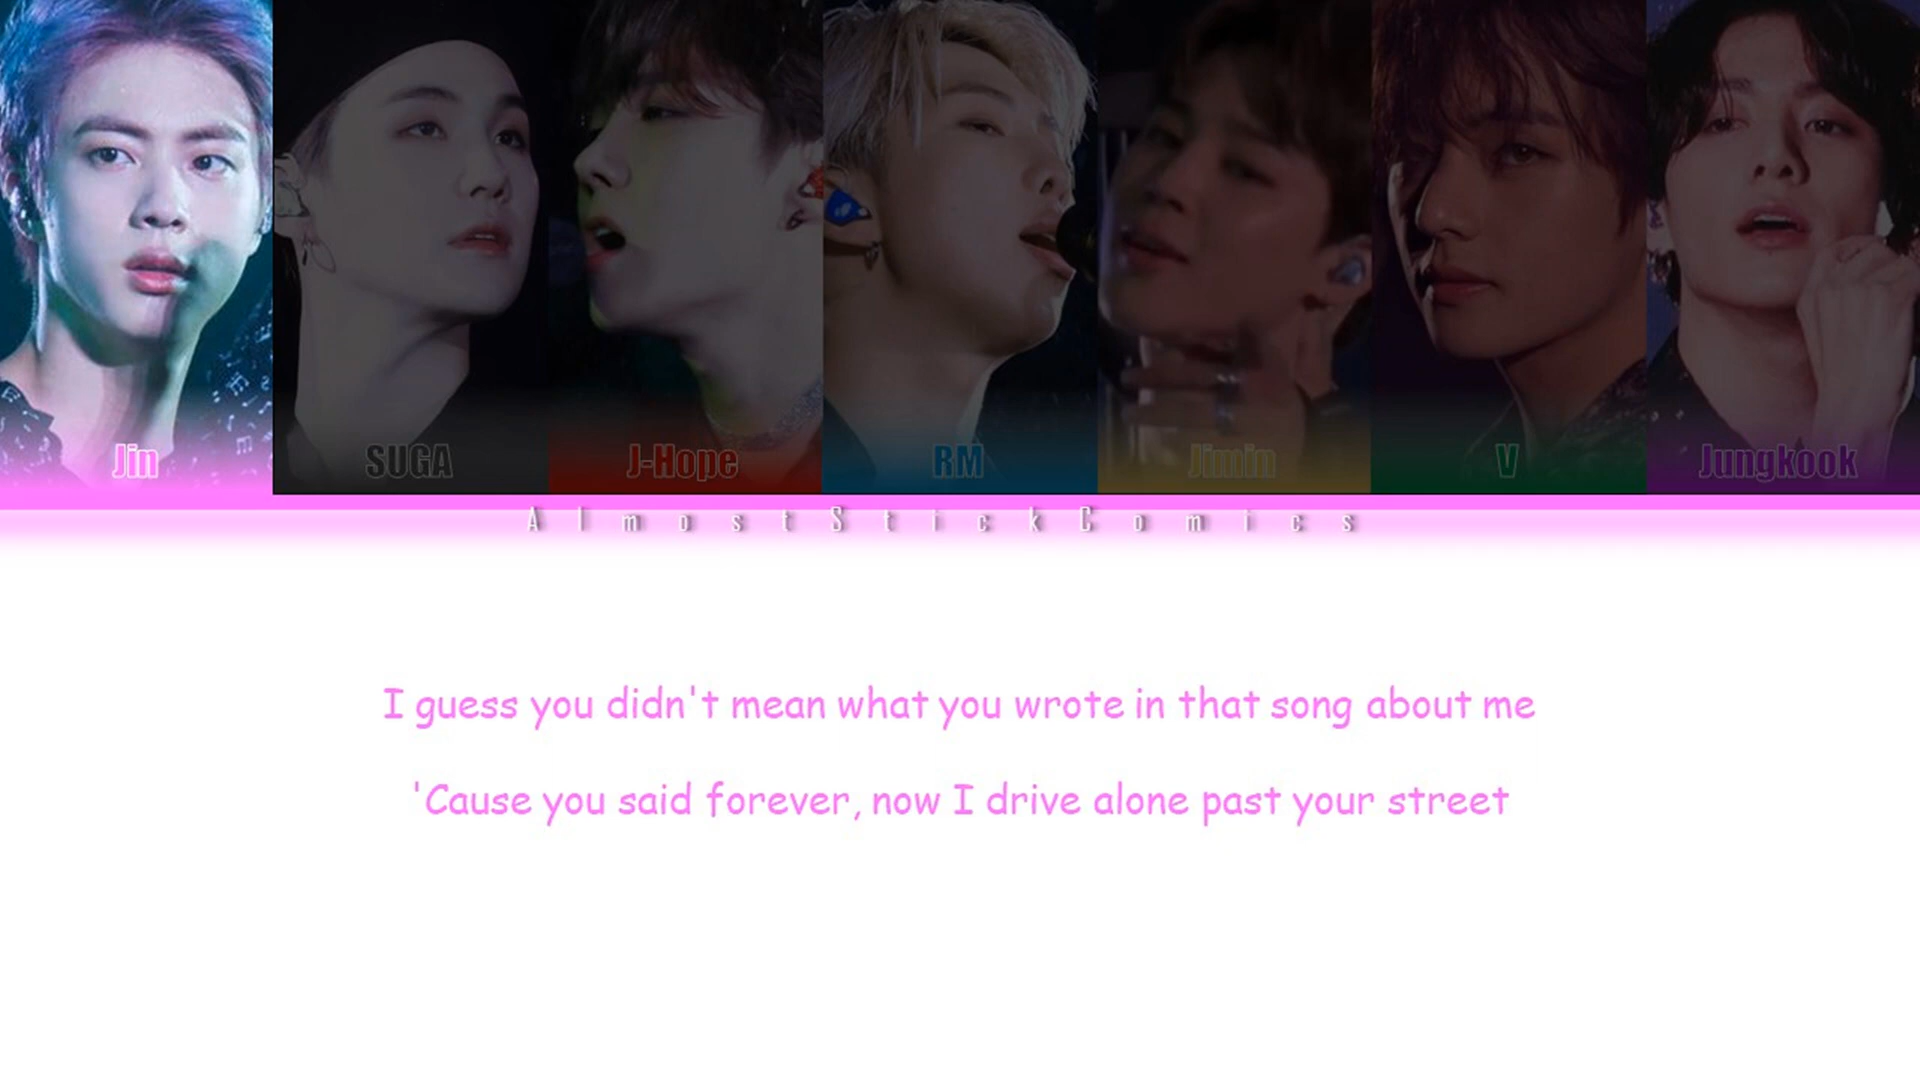 Jin SUGA J-Hope RM Jimin V Jungkook
AlmostStickComics
I guess you didn't mean what you wrote in that song about me
'Cause you said forever, now I drive alone past your street